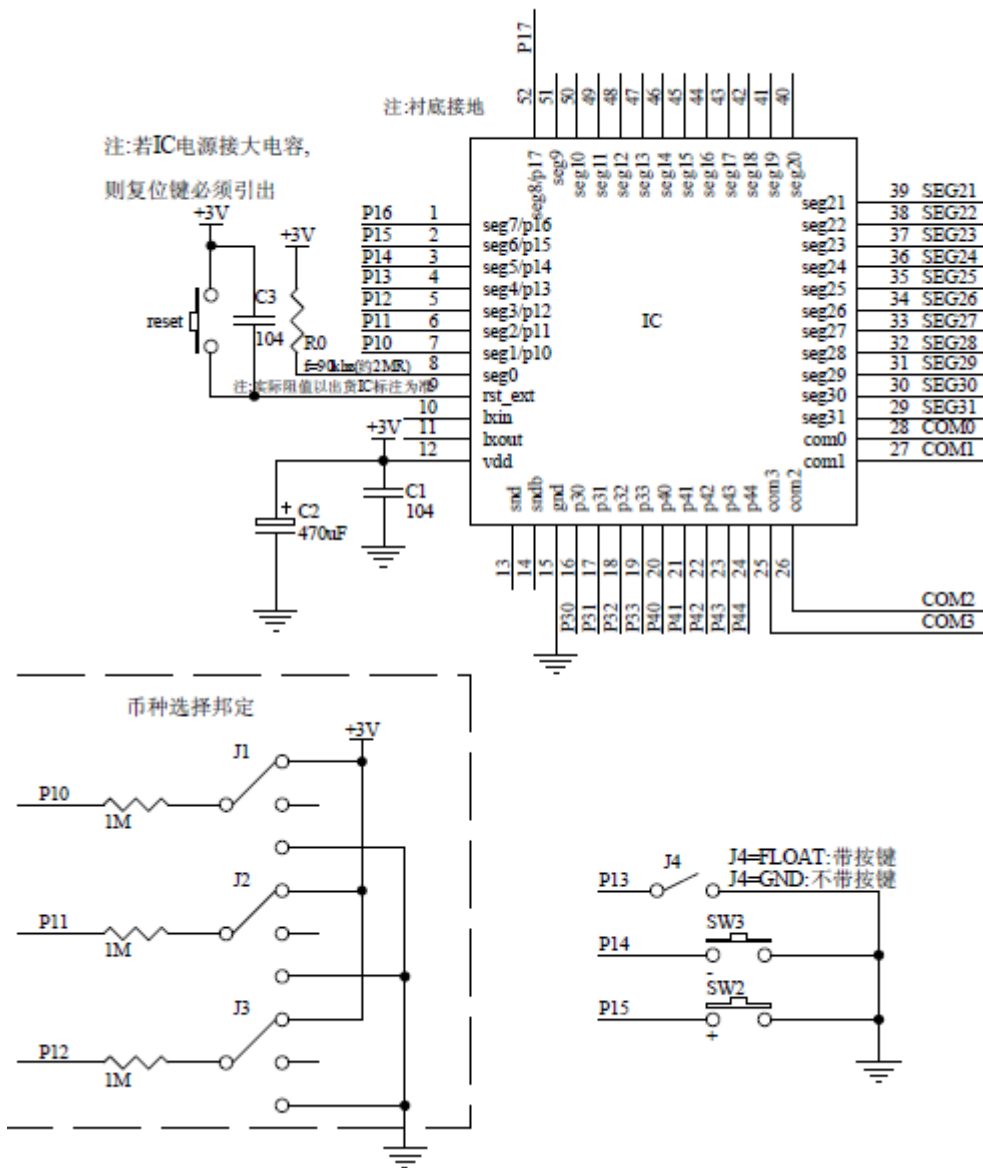 P17
52 51 50 49 48 47 46 45 44 43 42 41 40
注:衬底接地
注:若IC电源接大电容,
则复位键必须引出
seg8/p17 seg9 seg10 seg11 seg12 seg13 seg14 seg15 seg16 seg17 seg18 seg19 seg20
+3V
+3V
reset
C3
104
R0
f=90khz(约2MR)
注:实际阻值以出货IC标注为准
P16 1 seg7/p16
P15 2 seg6/p15
P14 3 seg5/p14
P13 4 seg4/p13
P12 5 seg3/p12
P11 6 seg2/p11
P10 7 seg1/p10
8 seg0
9 rst_ext
10 lxin
11 lxout
12 vdd
IC
seg21 39 SEG21
seg22 38 SEG22
seg23 37 SEG23
seg24 36 SEG24
seg25 35 SEG25
seg26 34 SEG26
seg27 33 SEG27
seg28 32 SEG28
seg29 31 SEG29
seg30 30 SEG30
seg31 29 SEG31
com0 28 COM0
com1 27 COM1
+3V
C1
104
+
C2
470uF
snd sndb gnd p30 p31 p32 p33 p40 p41 p42 p43 p44 com3 com2
13 14 15 16 17 18 19 20 21 22 23 24 25 26
P30 P31 P32 P33 P40 P41 P42 P43 P44
COM2
COM3
币种选择邦定
+3V
J1
P10
1M
J2
P11
1M
J3
P12
1M
J4=FLOAT:带按键
J4=GND:不带按键
J4
P13
SW3
P14
-
SW2
P15
+